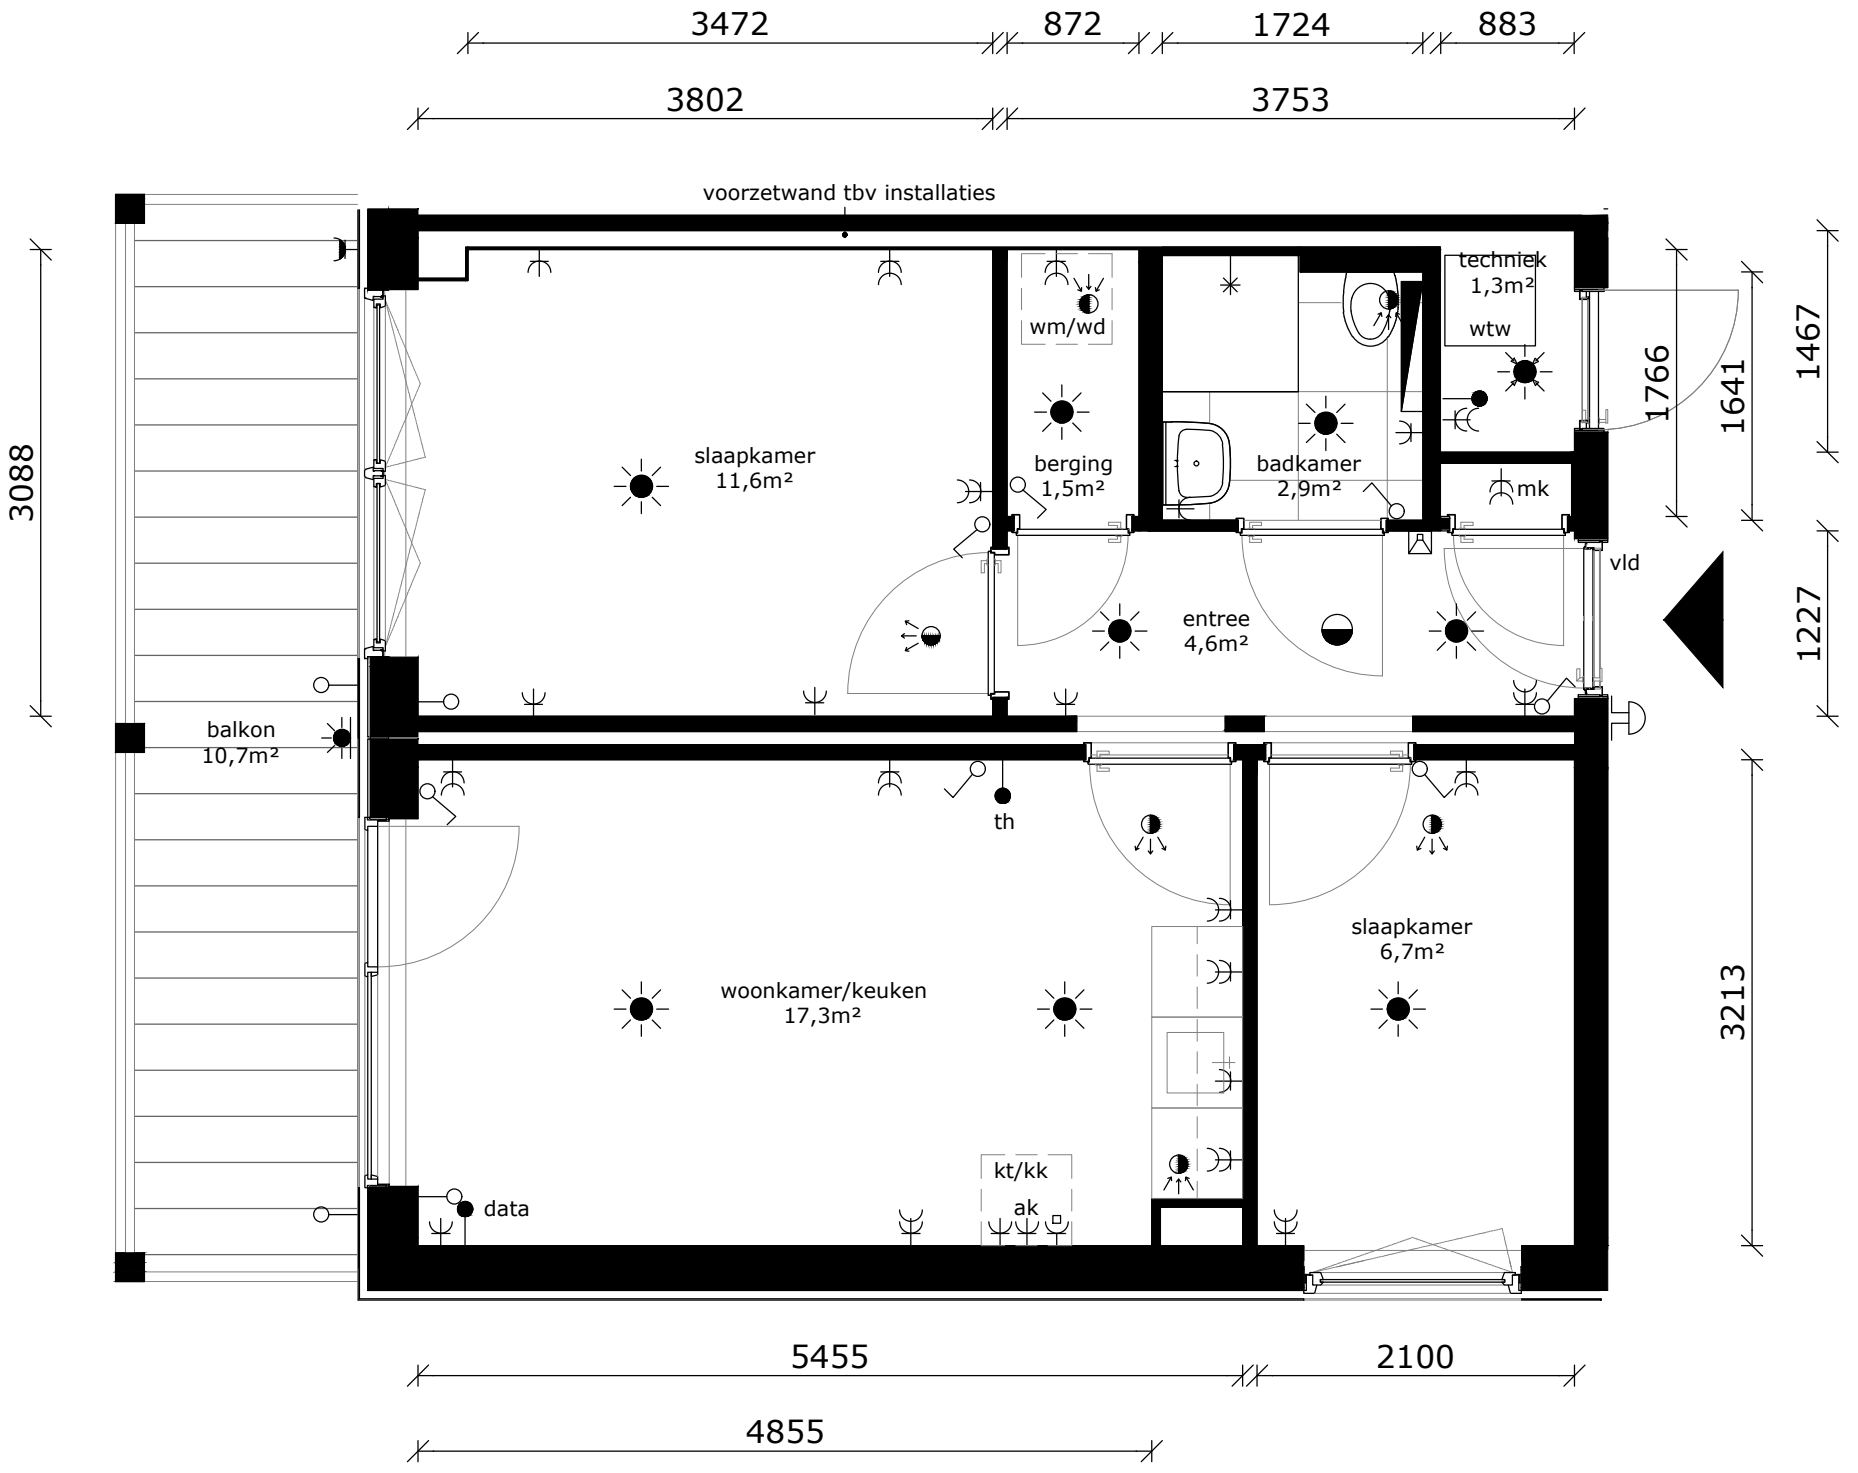 3472
872
1724
883
3802
3753
voorzetwand tbv installaties
techniek
1,3m²
wtw
wm/wd
1467
1766
1641
3088
slaapkamer
11,6m²
berging
1,5m²
badkamer
2,9m²
mk
vld
entree
4,6m²
1227
balkon
10,7m²
th
slaapkamer
6,7m²
woonkamer/keuken
17,3m²
3213
kt/kk
ak
data
5455
2100
4855